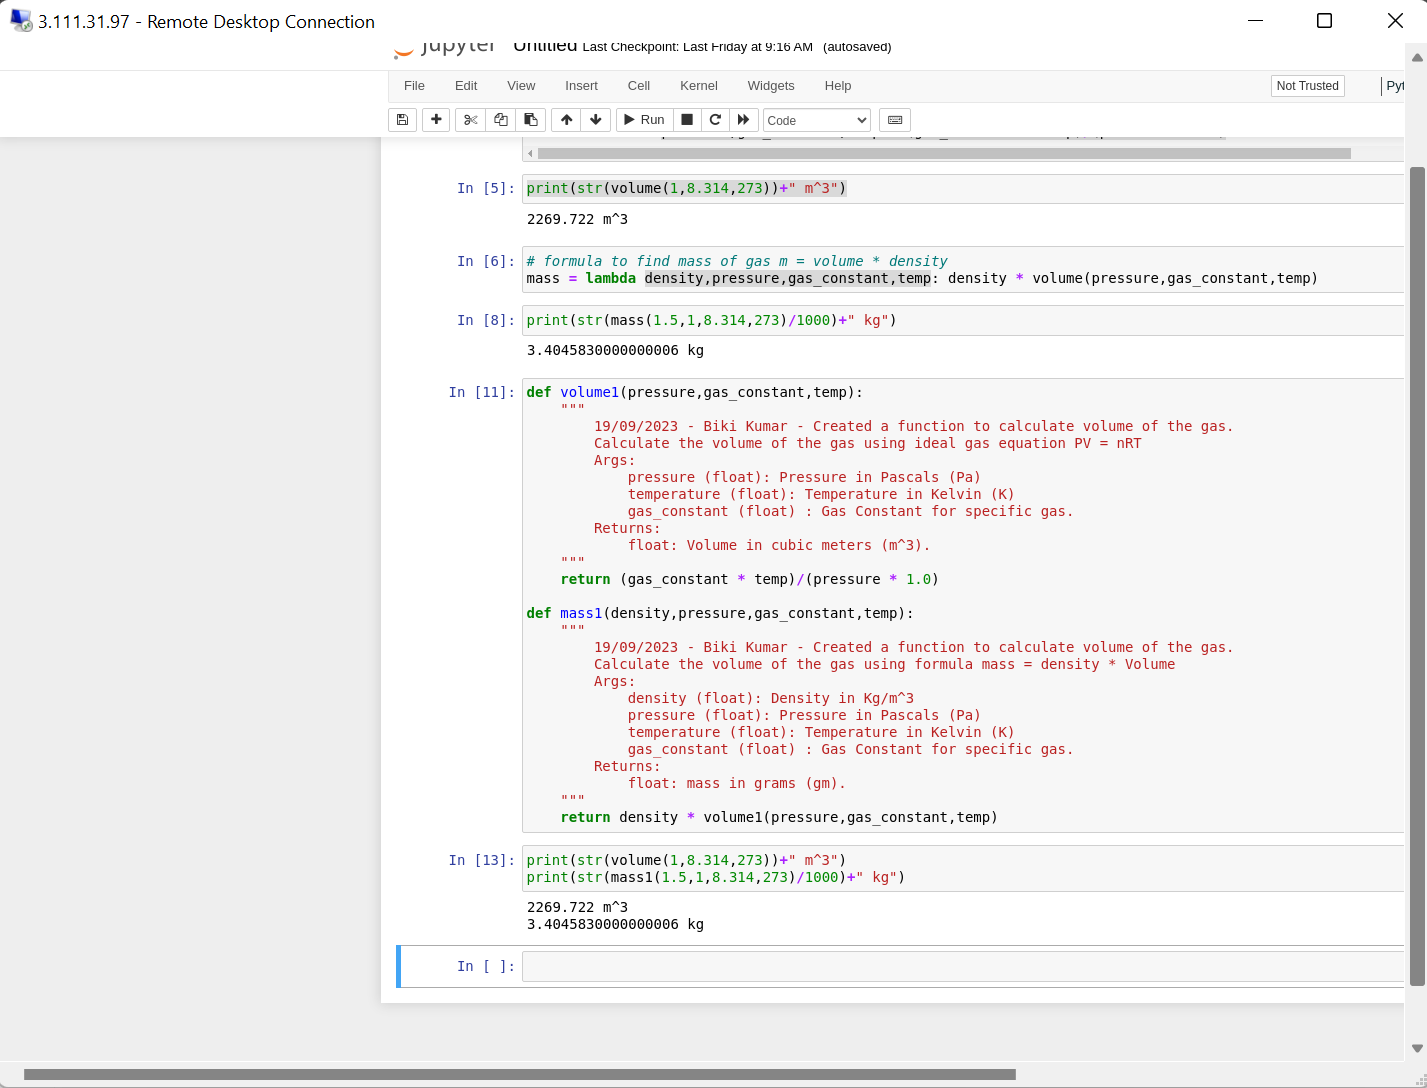 3.111.31.97 - Remote Desktop Connection
jupyter Untitled Last Checkpoint: Last Friday at 9:16 AM (autosaved)
File Edit View Insert Cell Kernel Widgets Help Not Trusted Pyt
Run Code
In [5]: print(str(volume(1,8.314,273))+" m^3")
2269.722 m^3
In [6]: # formula to find mass of gas m = volume * density
mass = lambda density,pressure,gas_constant,temp: density * volume(pressure,gas_constant,temp)
In [8]: print(str(mass(1.5,1,8.314,273)/1000)+" kg")
3.4045830000000006 kg
In [11]: def volume1(pressure,gas_constant,temp):
"""
19/09/2023 - Biki Kumar - Created a function to calculate volume of the gas.
Calculate the volume of the gas using ideal gas equation PV = nRT
Args:
pressure (float): Pressure in Pascals (Pa)
temperature (float): Temperature in Kelvin (K)
gas_constant (float) : Gas Constant for specific gas.
Returns:
float: Volume in cubic meters (m^3).
"""
return (gas_constant * temp)/(pressure * 1.0)
def mass1(density,pressure,gas_constant,temp):
"""
19/09/2023 - Biki Kumar - Created a function to calculate volume of the gas.
Calculate the volume of the gas using formula mass = density * Volume
Args:
density (float): Density in Kg/m^3
pressure (float): Pressure in Pascals (Pa)
temperature (float): Temperature in Kelvin (K)
gas_constant (float) : Gas Constant for specific gas.
Returns:
float: mass in grams (gm).
"""
return density * volume1(pressure,gas_constant,temp)
In [13]: print(str(volume(1,8.314,273))+" m^3")
print(str(mass1(1.5,1,8.314,273)/1000)+" kg")
2269.722 m^3
3.4045830000000006 kg
In [ ]: